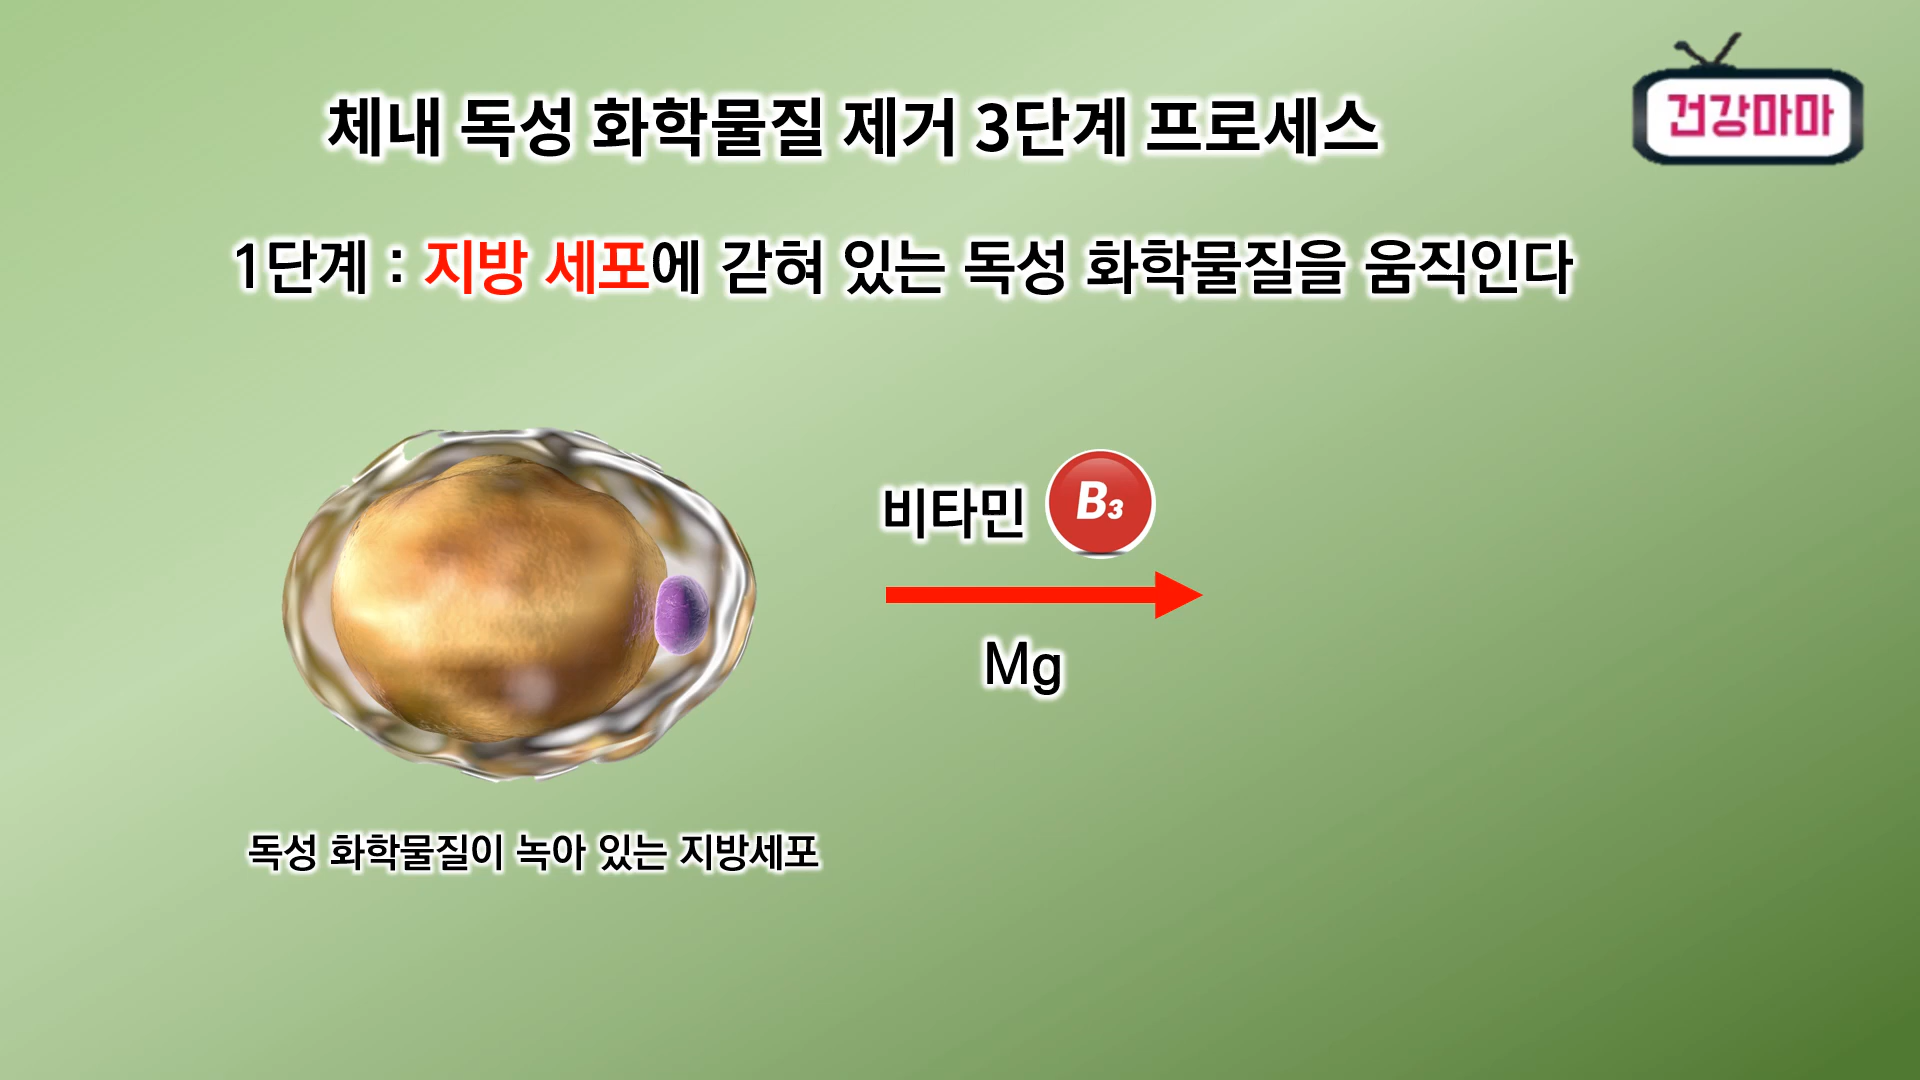 건강마마
체내 독성 화학물질 제거 3단계 프로세스
1단계 : 지방 세포에 갇혀 있는 독성 화학물질을 움직인다
비타민 B₃
Mg
독성 화학물질이 녹아 있는 지방세포